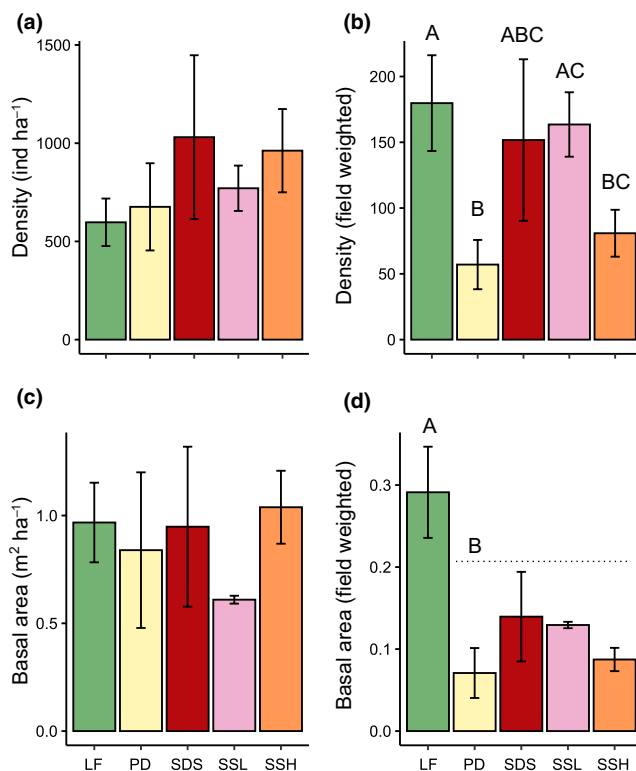 (a)
1500
1000
500
0
Density (ind ha⁻¹)
(b)
200
150
100
50
0
Density (field weighted)
A
B
ABC
AC
BC
(c)
1.0
0.5
0.0
Basal area (m² ha⁻¹)
LF PD SDS SSL SSH
(d)
0.3
0.2
0.1
0.0
Basal area (field weighted)
A
B
LF PD SDS SSL SSH